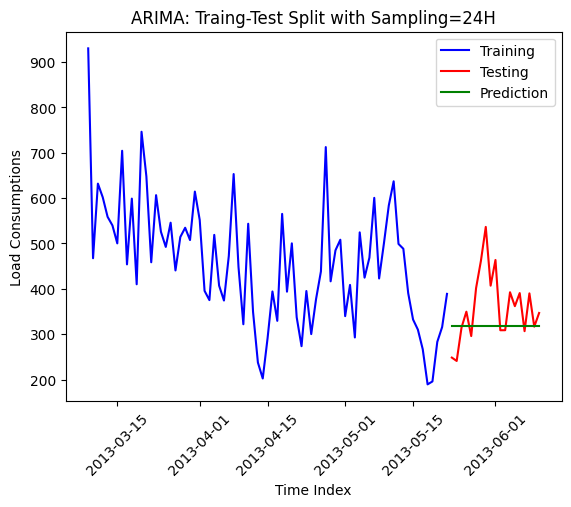 ARIMA: Traing-Test Split with Sampling=24H
Training
Testing
Prediction
Load Consumptions
900
800
700
600
500
400
300
200
2013-03-15
2013-04-01
2013-04-15
2013-05-01
2013-05-15
2013-06-01
Time Index